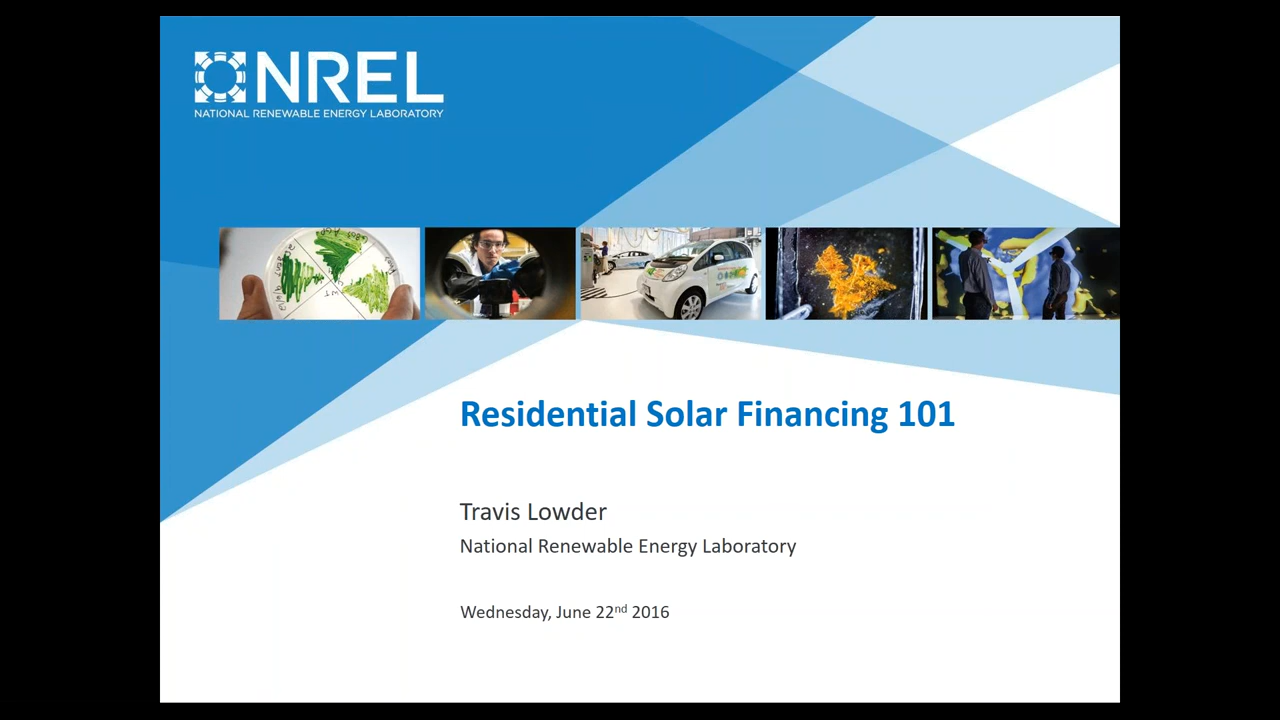 NREL
NATIONAL RENEWABLE ENERGY LABORATORY
Residential Solar Financing 101
Travis Lowder
National Renewable Energy Laboratory
Wednesday, June 22nd 2016